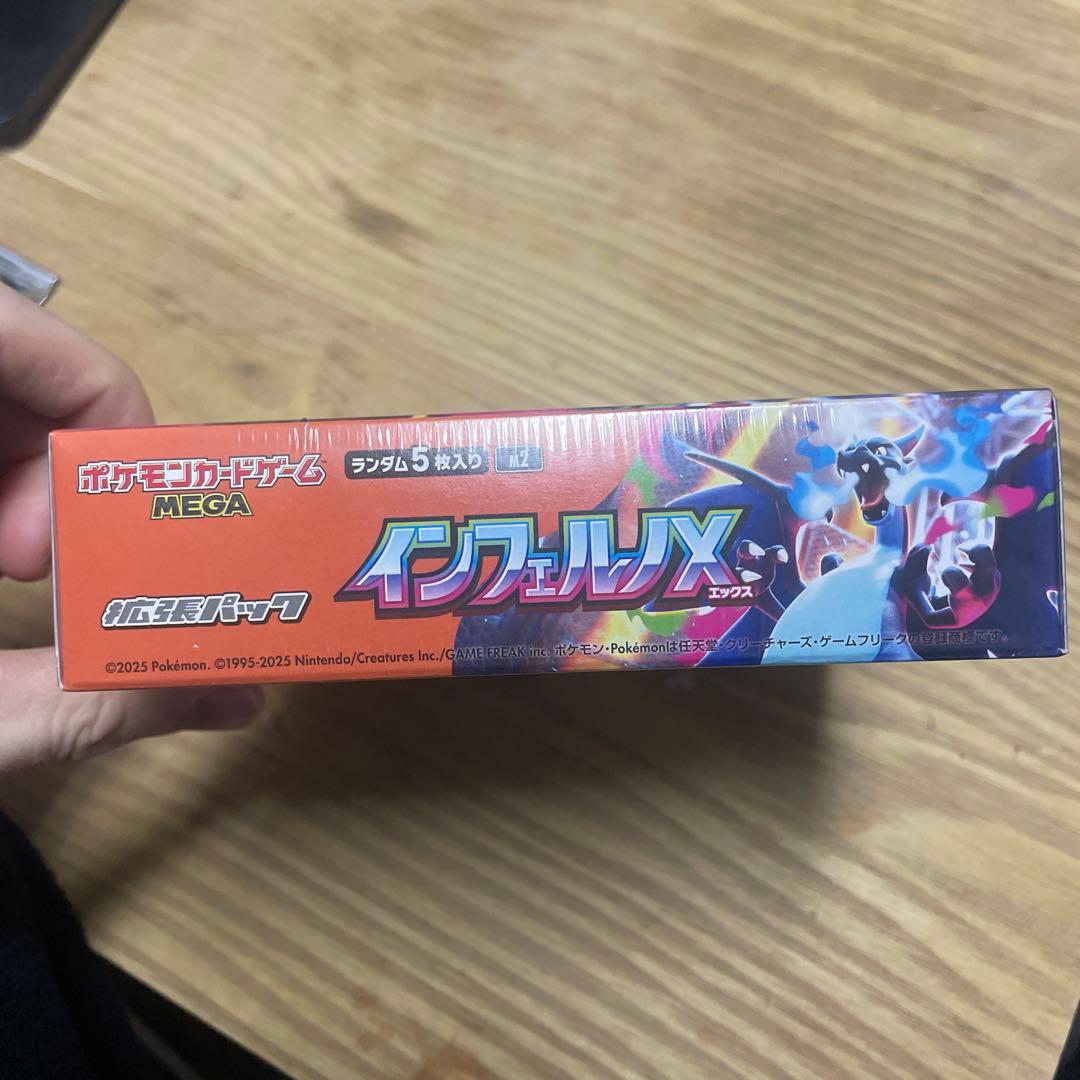 ポケモンカードゲーム
MEGA
ランダム5枚入り M2
インフェルノX
エックス
拡張パック
©2025 Pokémon. ©1995-2025 Nintendo/Creatures Inc./GAME FREAK inc. ポケモン・Pokémonは任天堂・クリーチャーズ・ゲームフリークの登録商標です。